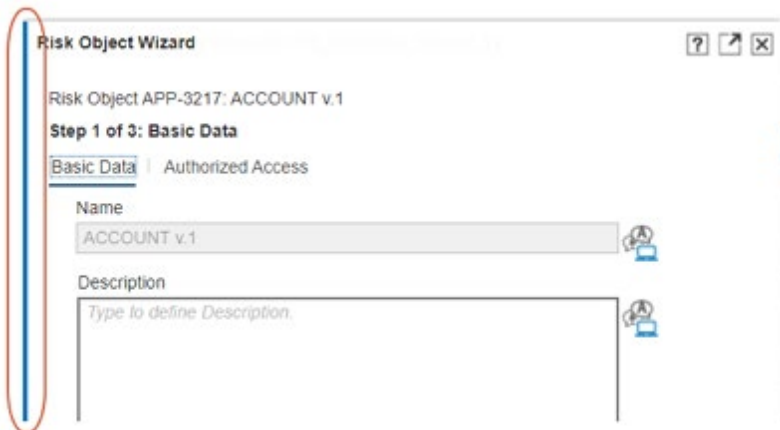 Risk Object Wizard
?
Risk Object APP-3217: ACCOUNT v.1
Step 1 of 3: Basic Data
Basic Data | Authorized Access
Name
ACCOUNT v.1
A
Description
Type to define Description.
A